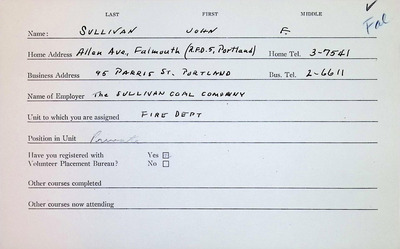 LAST FIRST MIDDLE
Name: SULLIVAN JOHN F. Fal
Home Address Allen Ave, Falmouth (R.F.D. 5, Portland) Home Tel. 3-7541
Business Address 95 PARRIS ST. PORTLAND Bus. Tel. 2-6611
Name of Employer THE SULLIVAN COAL COMPANY
Unit to which you are assigned FIRE DEPT
Position in Unit Private
Have you registered with Yes
Volunteer Placement Bureau? No
Other courses completed
Other courses now attending